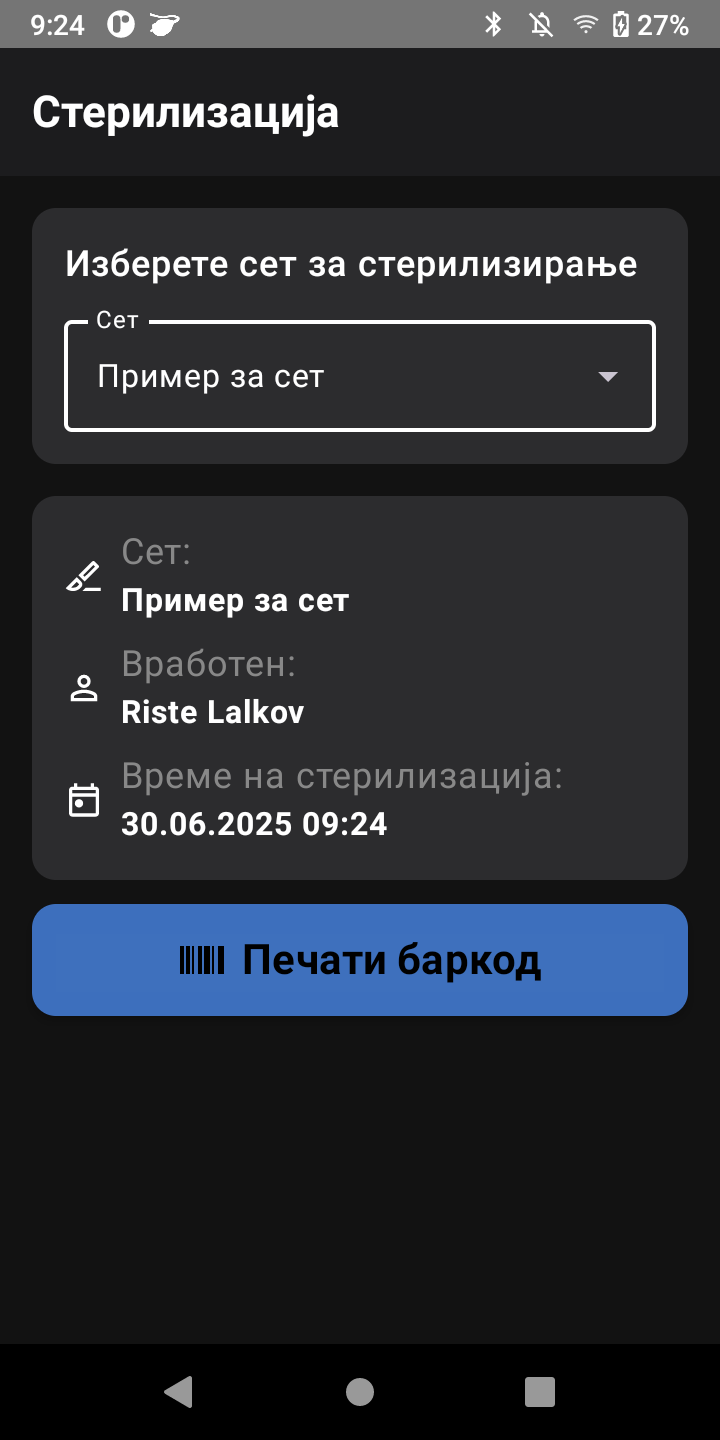 9:24
27%
Стерилизација
Изберете сет за стерилизирање
Сет
Пример за сет
Сет:
Пример за сет
Вработен:
Riste Lalkov
Време на стерилизација:
30.06.2025 09:24
Печати баркод